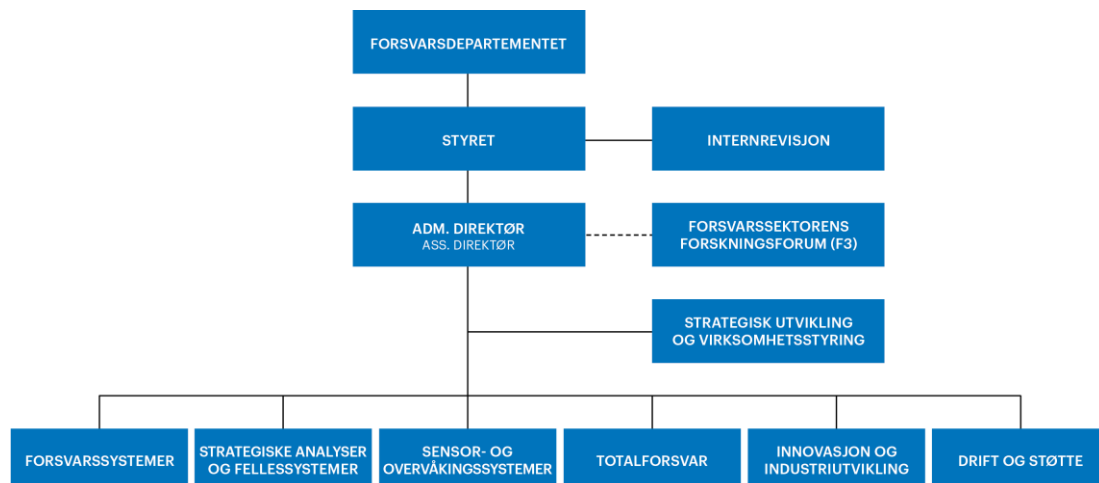 FORSVARSDEPARTEMENTET
STYRET
INTERNREVISJON
ADM. DIREKTØR
ASS. DIREKTØR
FORSVARSSEKTORENS
FORSKNINGSFORUM (F3)
STRATEGISK UTVIKLING
OG VIRKSOMHETSSTYRING
FORSVARSSYSTEMER
STRATEGISKE ANALYSER
OG FELLESSYSTEMER
SENSOR- OG
OVERVÅKINGSSYSTEMER
TOTALFORSVAR
INNOVASJON OG
INDUSTRIUTVIKLING
DRIFT OG STØTTE